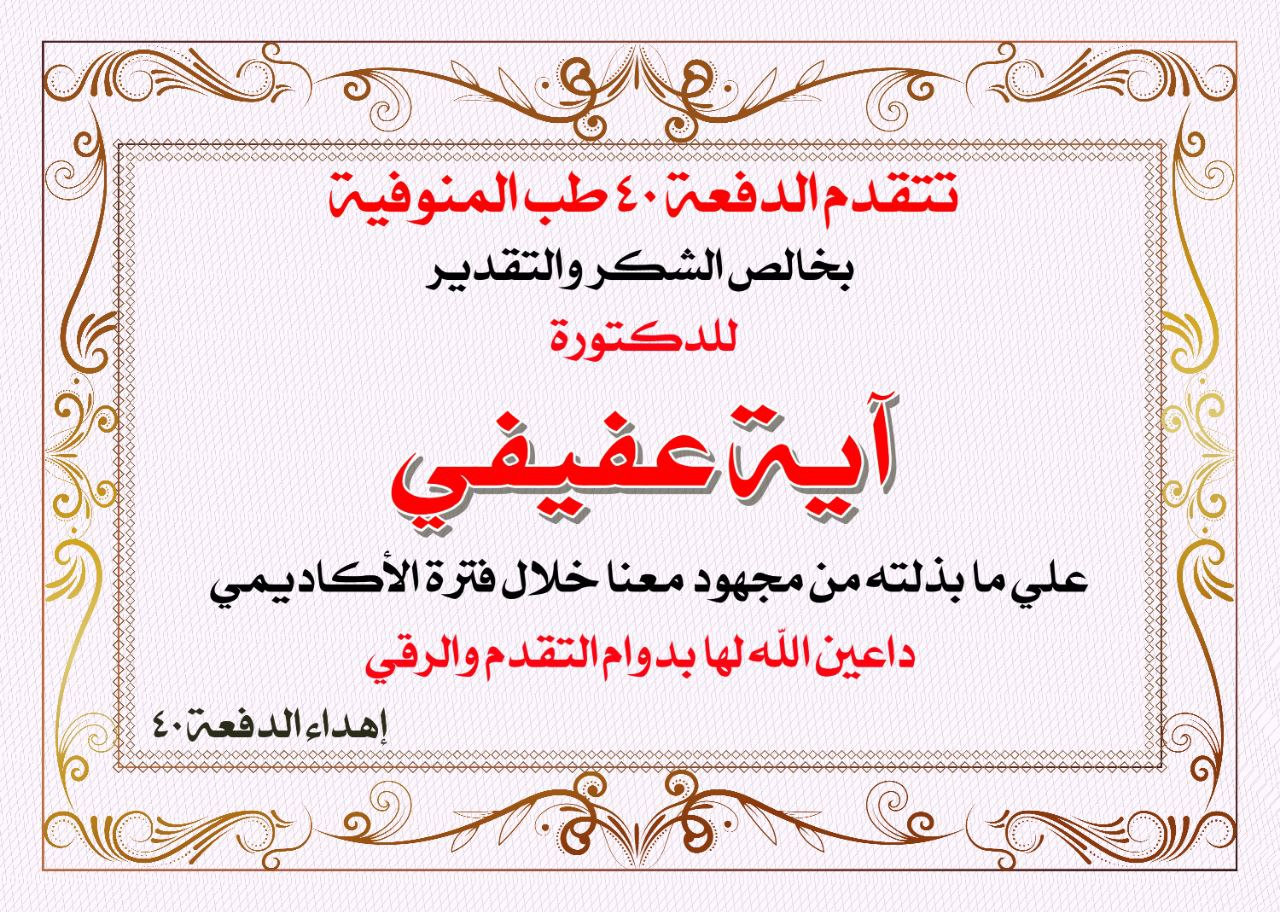 تتقدم الدفعة ٤٠ طب المنوفية
بخالص الشكر والتقدير
للدكتورة
آية عفيفي
علي ما بذلته من مجهود معنا خلال فترة الأكاديمي
داعين الله لها بدوام التقدم والرقي
إهداء الدفعة ٤٠